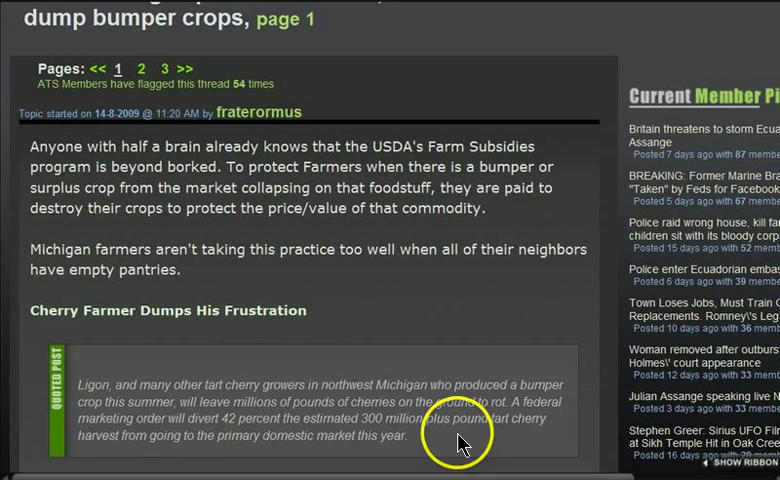 dump bumper crops, page 1
Pages: << 1 2 3 >>
ATS Members have flagged this thread 54 times
Topic started on 14-8-2009 @ 11:20 AM by fraterormus
Anyone with half a brain already knows that the USDA's Farm Subsidies
program is beyond borked. To protect Farmers when there is a bumper or
surplus crop from the market collapsing on that foodstuff, they are paid to
destroy their crops to protect the price/value of that commodity.
Michigan farmers aren't taking this practice too well when all of their neighbors
have empty pantries.
Cherry Farmer Dumps His Frustration
QUOTED POST
Ligon, and many other tart cherry growers in northwest Michigan who produced a bumper
crop this summer, will leave millions of pounds of cherries on the ground to rot. A federal
marketing order will divert 42 percent the estimated 300 million plus pound tart cherry
harvest from going to the primary domestic market this year.
Current Member Pi
Britain threatens to storm Ecua
Assange
Posted 7 days ago with 87 membe
BREAKING: Former Marine Bra
"Taken" by Feds for Facebook
Posted 5 days ago with 67 membe
Police raid wrong house, kill fam
children sit with its bloody corps
Posted 15 days ago with 52 memb
Police enter Ecuadorian embas
Posted 6 days ago with 39 membe
Town Loses Jobs, Must Train C
Replacements. Romney\'s Lega
Posted 10 days ago with 36 memb
Woman removed after outburst
Holmes\' court appearance
Posted 12 days ago with 33 memb
Julian Assange speaking live N
Posted 3 days ago with 33 membe
Stephen Greer: Sirius UFO Film
at Sikh Temple Hit in Oak Cree
Posted 16 days ago with 29 memb
SHOW RIBBON